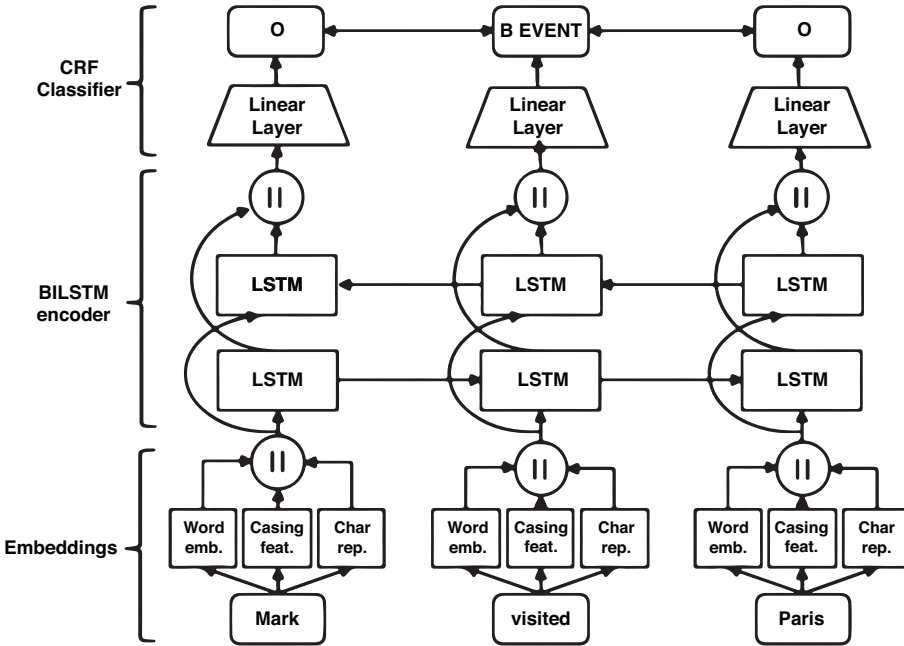 O
B EVENT
O
CRF
Classifier
Linear
Layer
Linear
Layer
Linear
Layer
||
||
||
BILSTM
encoder
LSTM
LSTM
LSTM
LSTM
LSTM
LSTM
||
||
||
Embeddings
Word
emb.
Casing
feat.
Char
rep.
Word
emb.
Casing
feat.
Char
rep.
Word
emb.
Casing
feat.
Char
rep.
Mark
visited
Paris